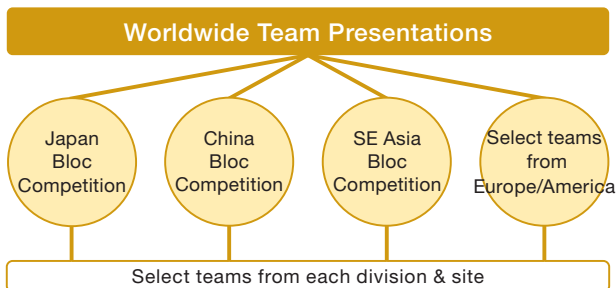 Worldwide Team Presentations
Japan
Bloc
Competition
China
Bloc
Competition
SE Asia
Bloc
Competition
Select teams
from
Europe/America
Select teams from each division & site